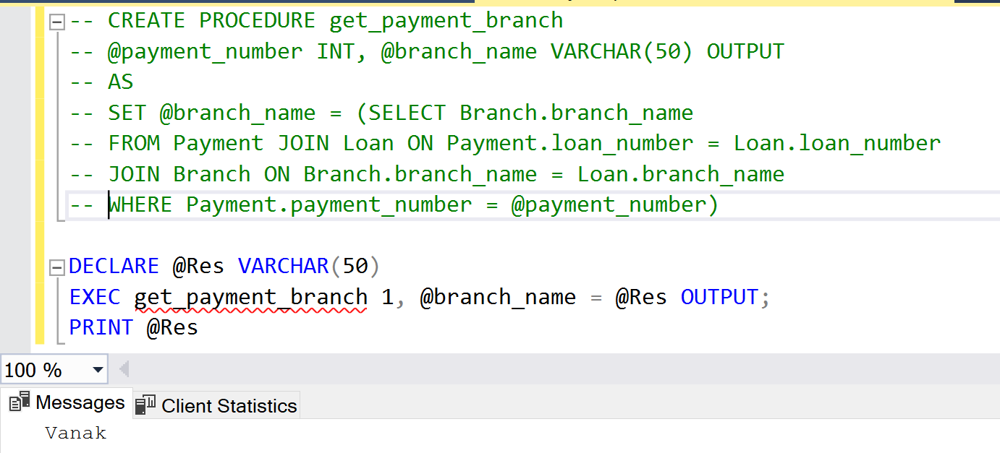 -- CREATE PROCEDURE get_payment_branch
-- @payment_number INT, @branch_name VARCHAR(50) OUTPUT
-- AS
-- SET @branch_name = (SELECT Branch.branch_name
-- FROM Payment JOIN Loan ON Payment.loan_number = Loan.loan_number
-- JOIN Branch ON Branch.branch_name = Loan.branch_name
-- WHERE Payment.payment_number = @payment_number)
DECLARE @Res VARCHAR(50)
EXEC get_payment_branch 1, @branch_name = @Res OUTPUT;
PRINT @Res
100 %
Messages Client Statistics
Vanak